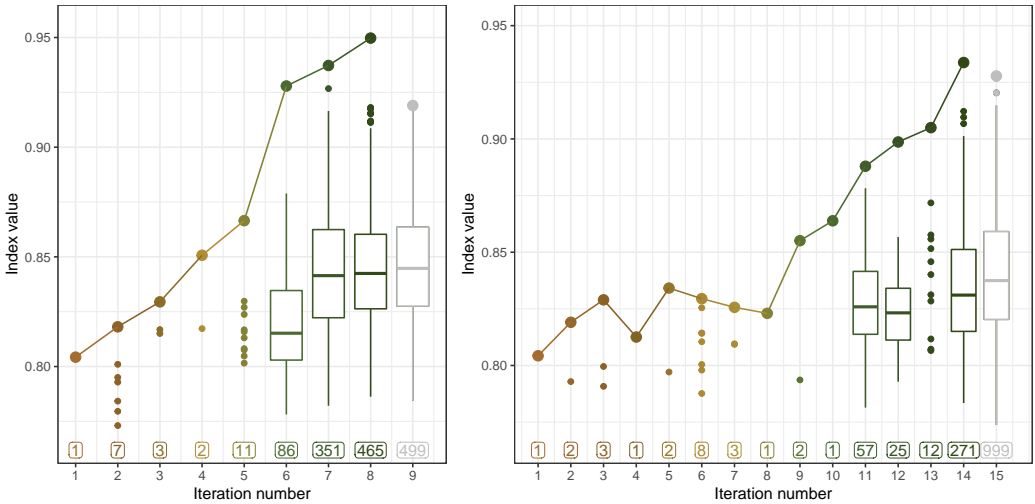 0.95
0.90
0.85
0.80
Index value
1 7 3 2 11 86 351 465 499
1 2 3 4 5 6 7 8 9
Iteration number
0.95
0.90
0.85
0.80
Index value
1 2 3 1 2 8 3 1 2 1 57 25 12 271 999
1 2 3 4 5 6 7 8 9 10 11 12 13 14 15
Iteration number